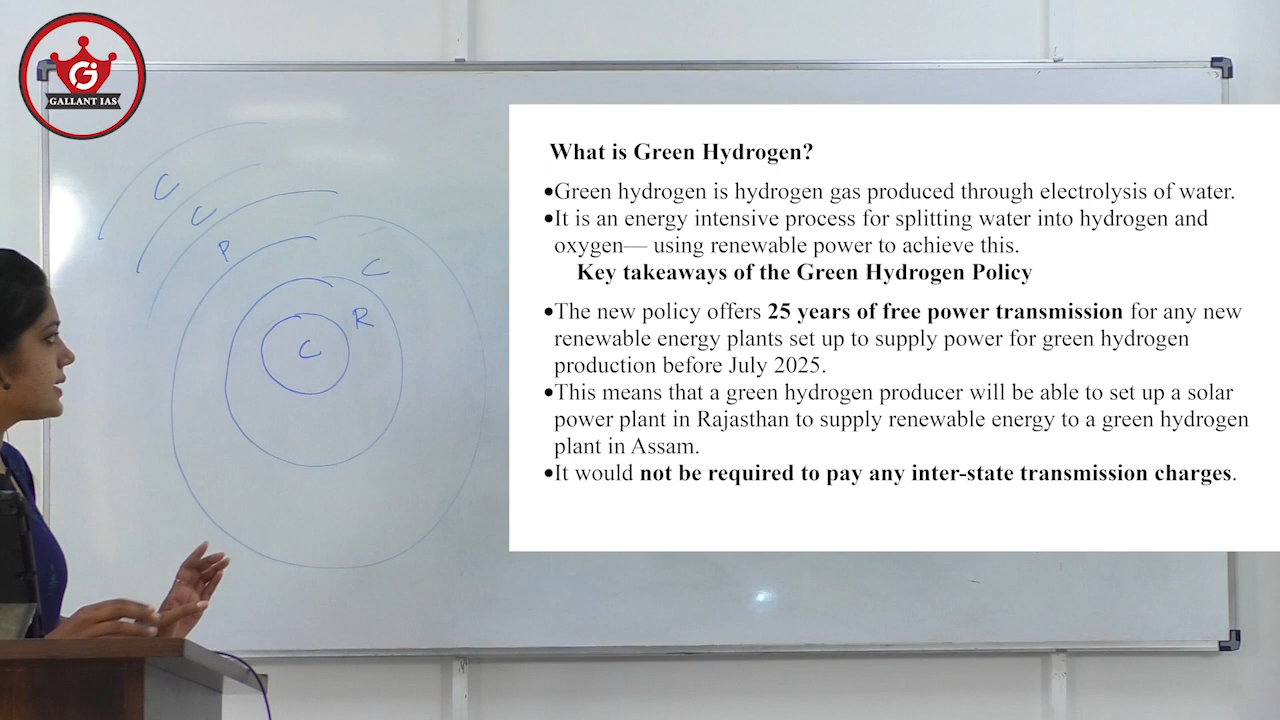 GALLANT IAS
C
C
P
C
R
C
What is Green Hydrogen?
•Green hydrogen is hydrogen gas produced through electrolysis of water.
•It is an energy intensive process for splitting water into hydrogen and
oxygen— using renewable power to achieve this.
Key takeaways of the Green Hydrogen Policy
•The new policy offers 25 years of free power transmission for any new
renewable energy plants set up to supply power for green hydrogen
production before July 2025.
•This means that a green hydrogen producer will be able to set up a solar
power plant in Rajasthan to supply renewable energy to a green hydrogen
plant in Assam.
•It would not be required to pay any inter-state transmission charges.